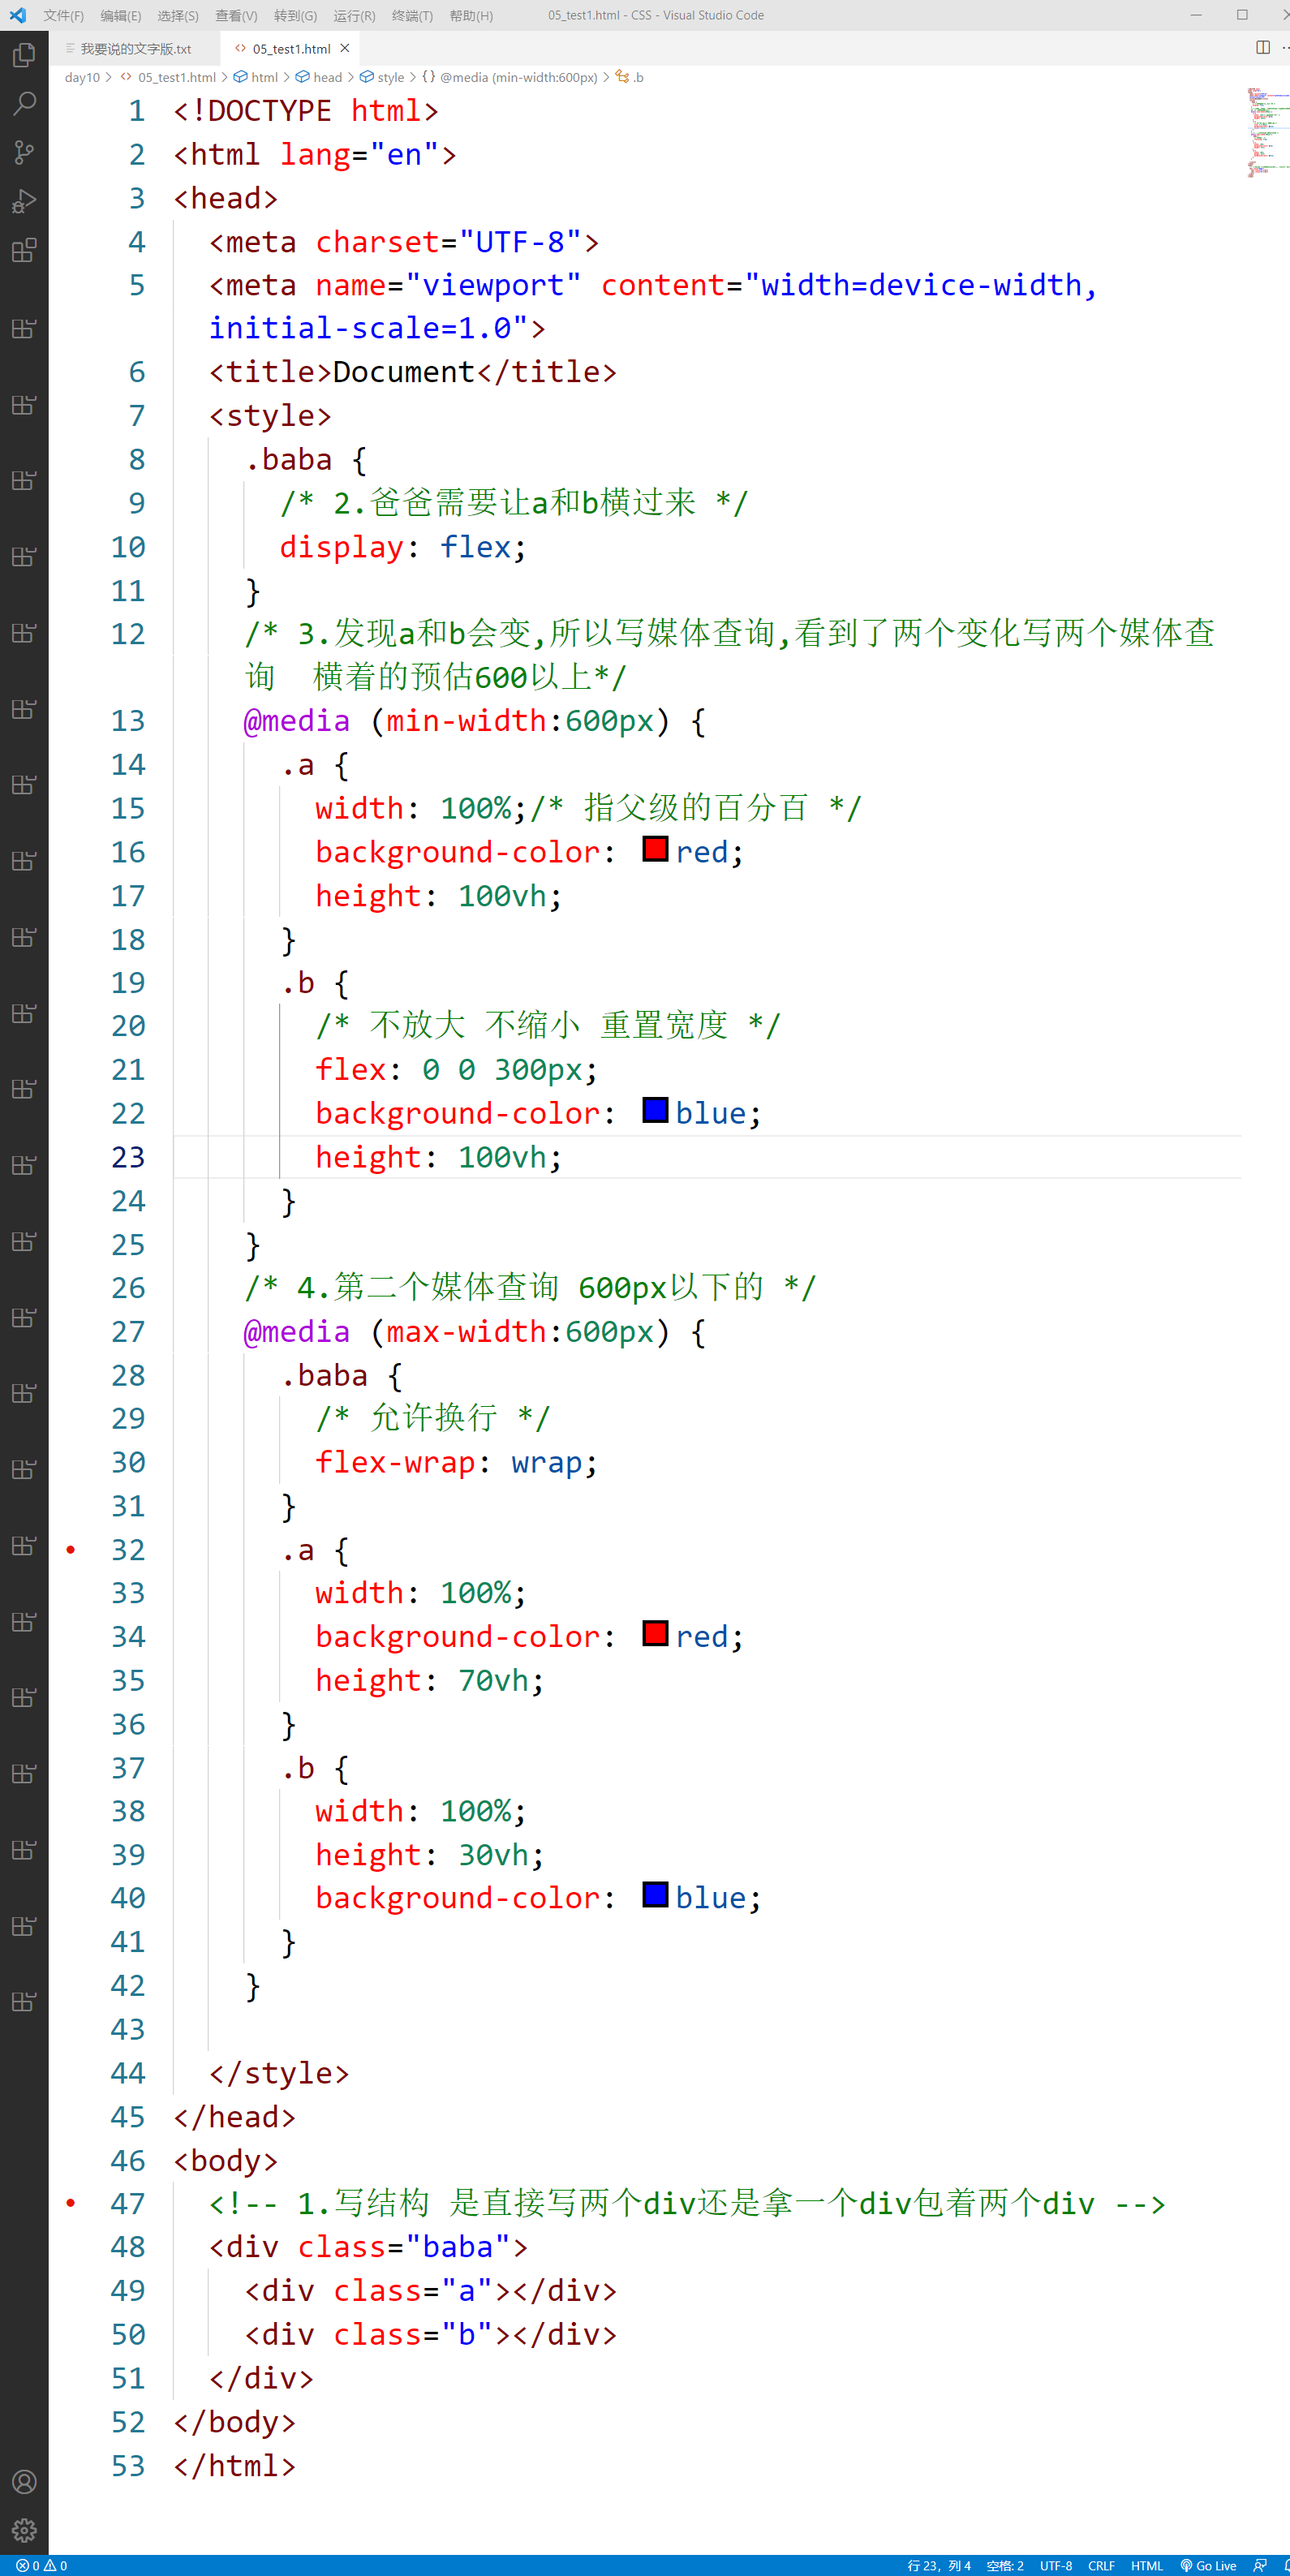 文件(F) 编辑(E) 选择(S) 查看(V) 转到(G) 运行(R) 终端(T) 帮助(H) 05_test1.html - CSS - Visual Studio Code
我要说的文字版.txt 05_test1.html
day10 > 05_test1.html > html > head > style > {} @media (min-width:600px) > .b
1 <!DOCTYPE html>
2 <html lang="en">
3 <head>
4 <meta charset="UTF-8">
5 <meta name="viewport" content="width=device-width,
initial-scale=1.0">
6 <title>Document</title>
7 <style>
8 .baba {
9 /* 2.爸爸需要让a和b横过来 */
10 display: flex;
11 }
12 /* 3.发现a和b会变,所以写媒体查询,看到了两个变化写两个媒体查
询  横着的预估600以上*/
13 @media (min-width:600px) {
14 .a {
15 width: 100%;/* 指父级的百分百 */
16 background-color: red;
17 height: 100vh;
18 }
19 .b {
20 /* 不放大 不缩小 重置宽度 */
21 flex: 0 0 300px;
22 background-color: blue;
23 height: 100vh;
24 }
25 }
26 /* 4.第二个媒体查询 600px以下的 */
27 @media (max-width:600px) {
28 .baba {
29 /* 允许换行 */
30 flex-wrap: wrap;
31 }
32 .a {
33 width: 100%;
34 background-color: red;
35 height: 70vh;
36 }
37 .b {
38 width: 100%;
39 height: 30vh;
40 background-color: blue;
41 }
42 }
43
44 </style>
45 </head>
46 <body>
47 <!-- 1.写结构 是直接写两个div还是拿一个div包着两个div -->
48 <div class="baba">
49 <div class="a"></div>
50 <div class="b"></div>
51 </div>
52 </body>
53 </html>
0 0 行 23，列 4 空格: 2 UTF-8 CRLF HTML Go Live